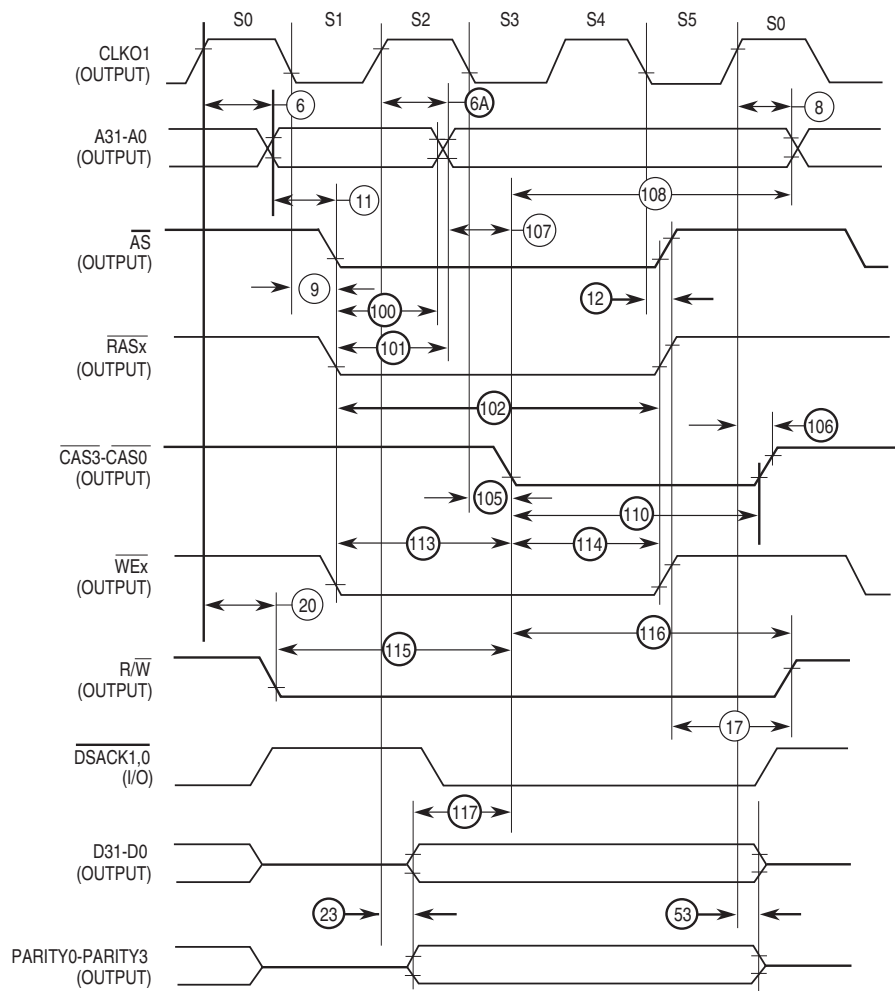 S0 S1 S2 S3 S4 S5 S0
CLKO1
(OUTPUT)
6 6A 8
A31-A0
(OUTPUT)
11 108
AS
(OUTPUT)
107
9 12
100
RASx
(OUTPUT)
101
102
106
CAS3-CAS0
(OUTPUT)
105 110
113 114
WEx
(OUTPUT)
20
115 116
R/W
(OUTPUT)
17
DSACK1,0
(I/O)
117
D31-D0
(OUTPUT)
23 53
PARITY0-PARITY3
(OUTPUT)